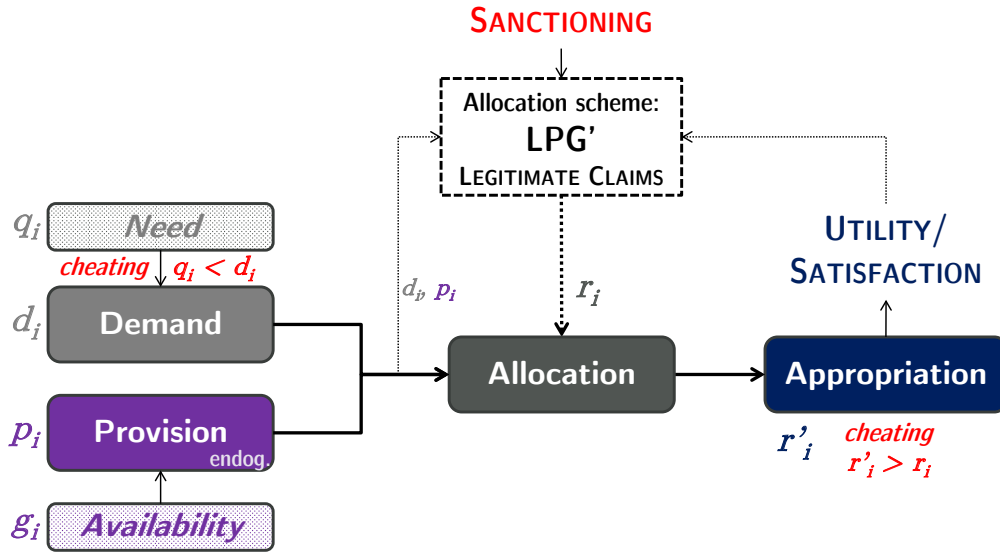 SANCTIONING
Allocation scheme:
LPG'
LEGITIMATE CLAIMS
q_i Need
cheating q_i < d_i
d_i Demand
d_i, p_i
r_i
UTILITY/
SATISFACTION
Allocation
Appropriation
p_i Provision
endog.
r'_i cheating
r'_i > r_i
g_i Availability